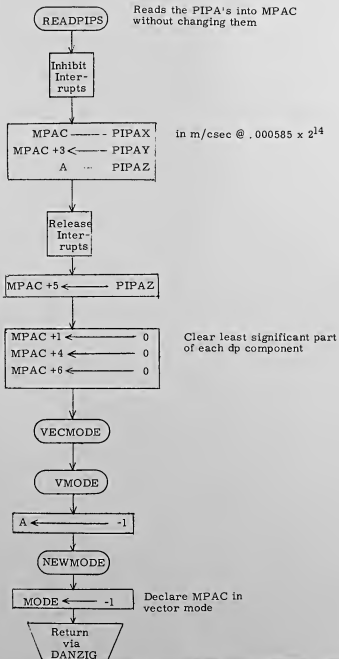 READPIPS
Reads the PIPA's into MPAC
without changing them
Inhibit
Inter-
rupts
MPAC ——— PIPAX
MPAC +3 <—— PIPAY
A ... PIPAZ
in m/csec @ .000585 x 2^14
Release
Inter-
rupts
MPAC +5 <—— PIPAZ
MPAC +1 <—— 0
MPAC +4 <—— 0
MPAC +6 <—— 0
Clear least significant part
of each dp component
VECMODE
VMODE
A <—— -1
NEWMODE
MODE <—— -1
Declare MPAC in
vector mode
Return
via
DANZIG